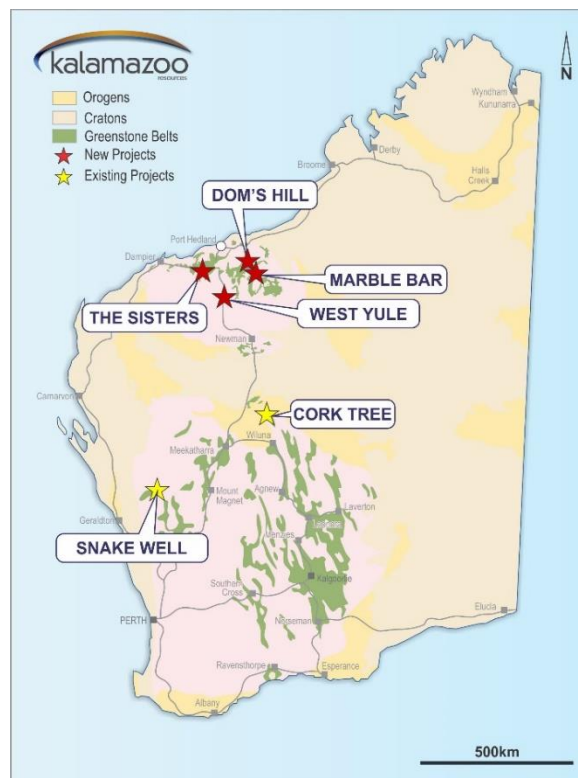 kalamazoo
RESOURCES
N
Orogens
Cratons
Greenstone Belts
New Projects
Existing Projects
Wyndham
Kununurra
Derby
Broome
Halls
Creek
DOM'S HILL
Port Hedland
Dampier
MARBLE BAR
THE SISTERS
WEST YULE
Newman
Carnarvon
CORK TREE
Wiluna
Meekatharra
Agnew
Mount
Magnet
Laverton
Leonora
Geraldton
Menzies
SNAKE WELL
Kalgoorlie
Southern
Cross
PERTH
Norseman
Eucla
Ravensthorpe
Esperance
Albany
500km